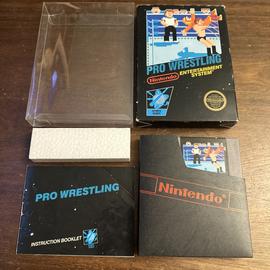 PRO WRESTLING
Nintendo
ENTERTAINMENT
SYSTEM
PRO WRESTLING
INSTRUCTION BOOKLET
Nintendo